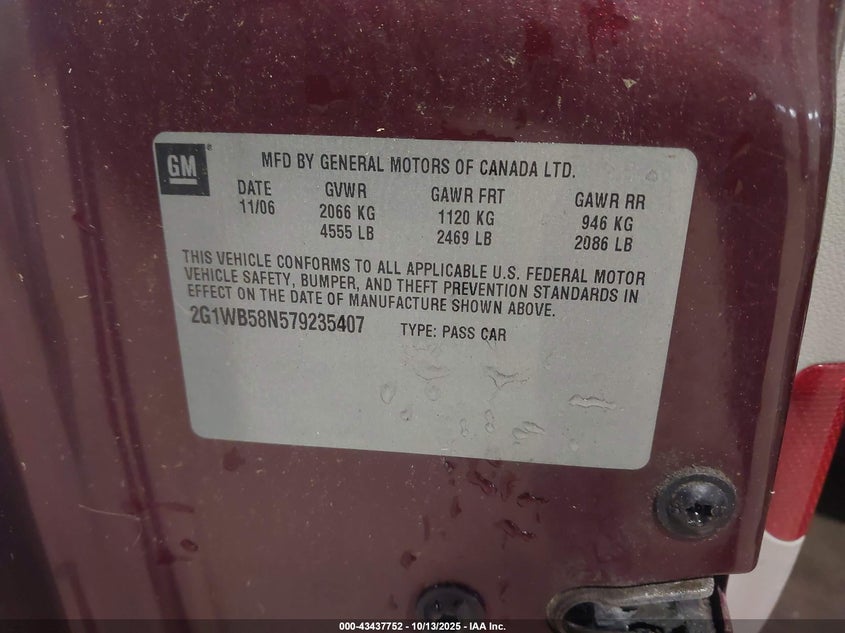 GM
MFD BY GENERAL MOTORS OF CANADA LTD.
DATE GVWR GAWR FRT GAWR RR
11/06 2066 KG 1120 KG 946 KG
4555 LB 2469 LB 2086 LB
THIS VEHICLE CONFORMS TO ALL APPLICABLE U.S. FEDERAL MOTOR
VEHICLE SAFETY, BUMPER, AND THEFT PREVENTION STANDARDS IN
EFFECT ON THE DATE OF MANUFACTURE SHOWN ABOVE.
2G1WB58N579235407 TYPE: PASS CAR
000-43437752 - 10/13/2025 - IAA Inc.